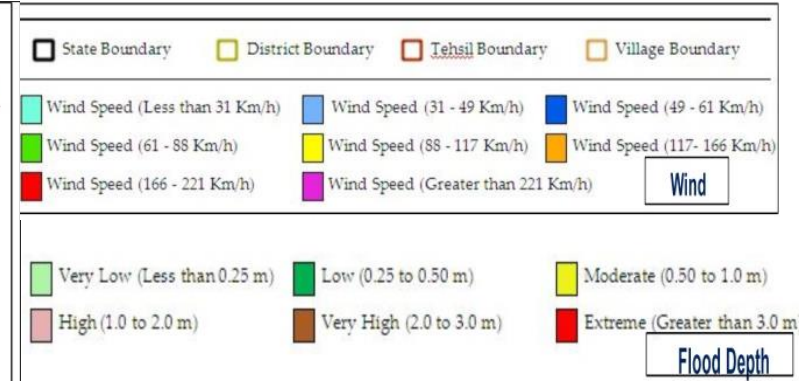 State Boundary District Boundary Tehsil Boundary Village Boundary
Wind Speed (Less than 31 Km/h) Wind Speed (31 - 49 Km/h) Wind Speed (49 - 61 Km/h)
Wind Speed (61 - 88 Km/h) Wind Speed (88 - 117 Km/h) Wind Speed (117- 166 Km/h)
Wind Speed (166 - 221 Km/h) Wind Speed (Greater than 221 Km/h) Wind
Very Low (Less than 0.25 m) Low (0.25 to 0.50 m) Moderate (0.50 to 1.0 m)
High (1.0 to 2.0 m) Very High (2.0 to 3.0 m) Extreme (Greater than 3.0 m
Flood Depth